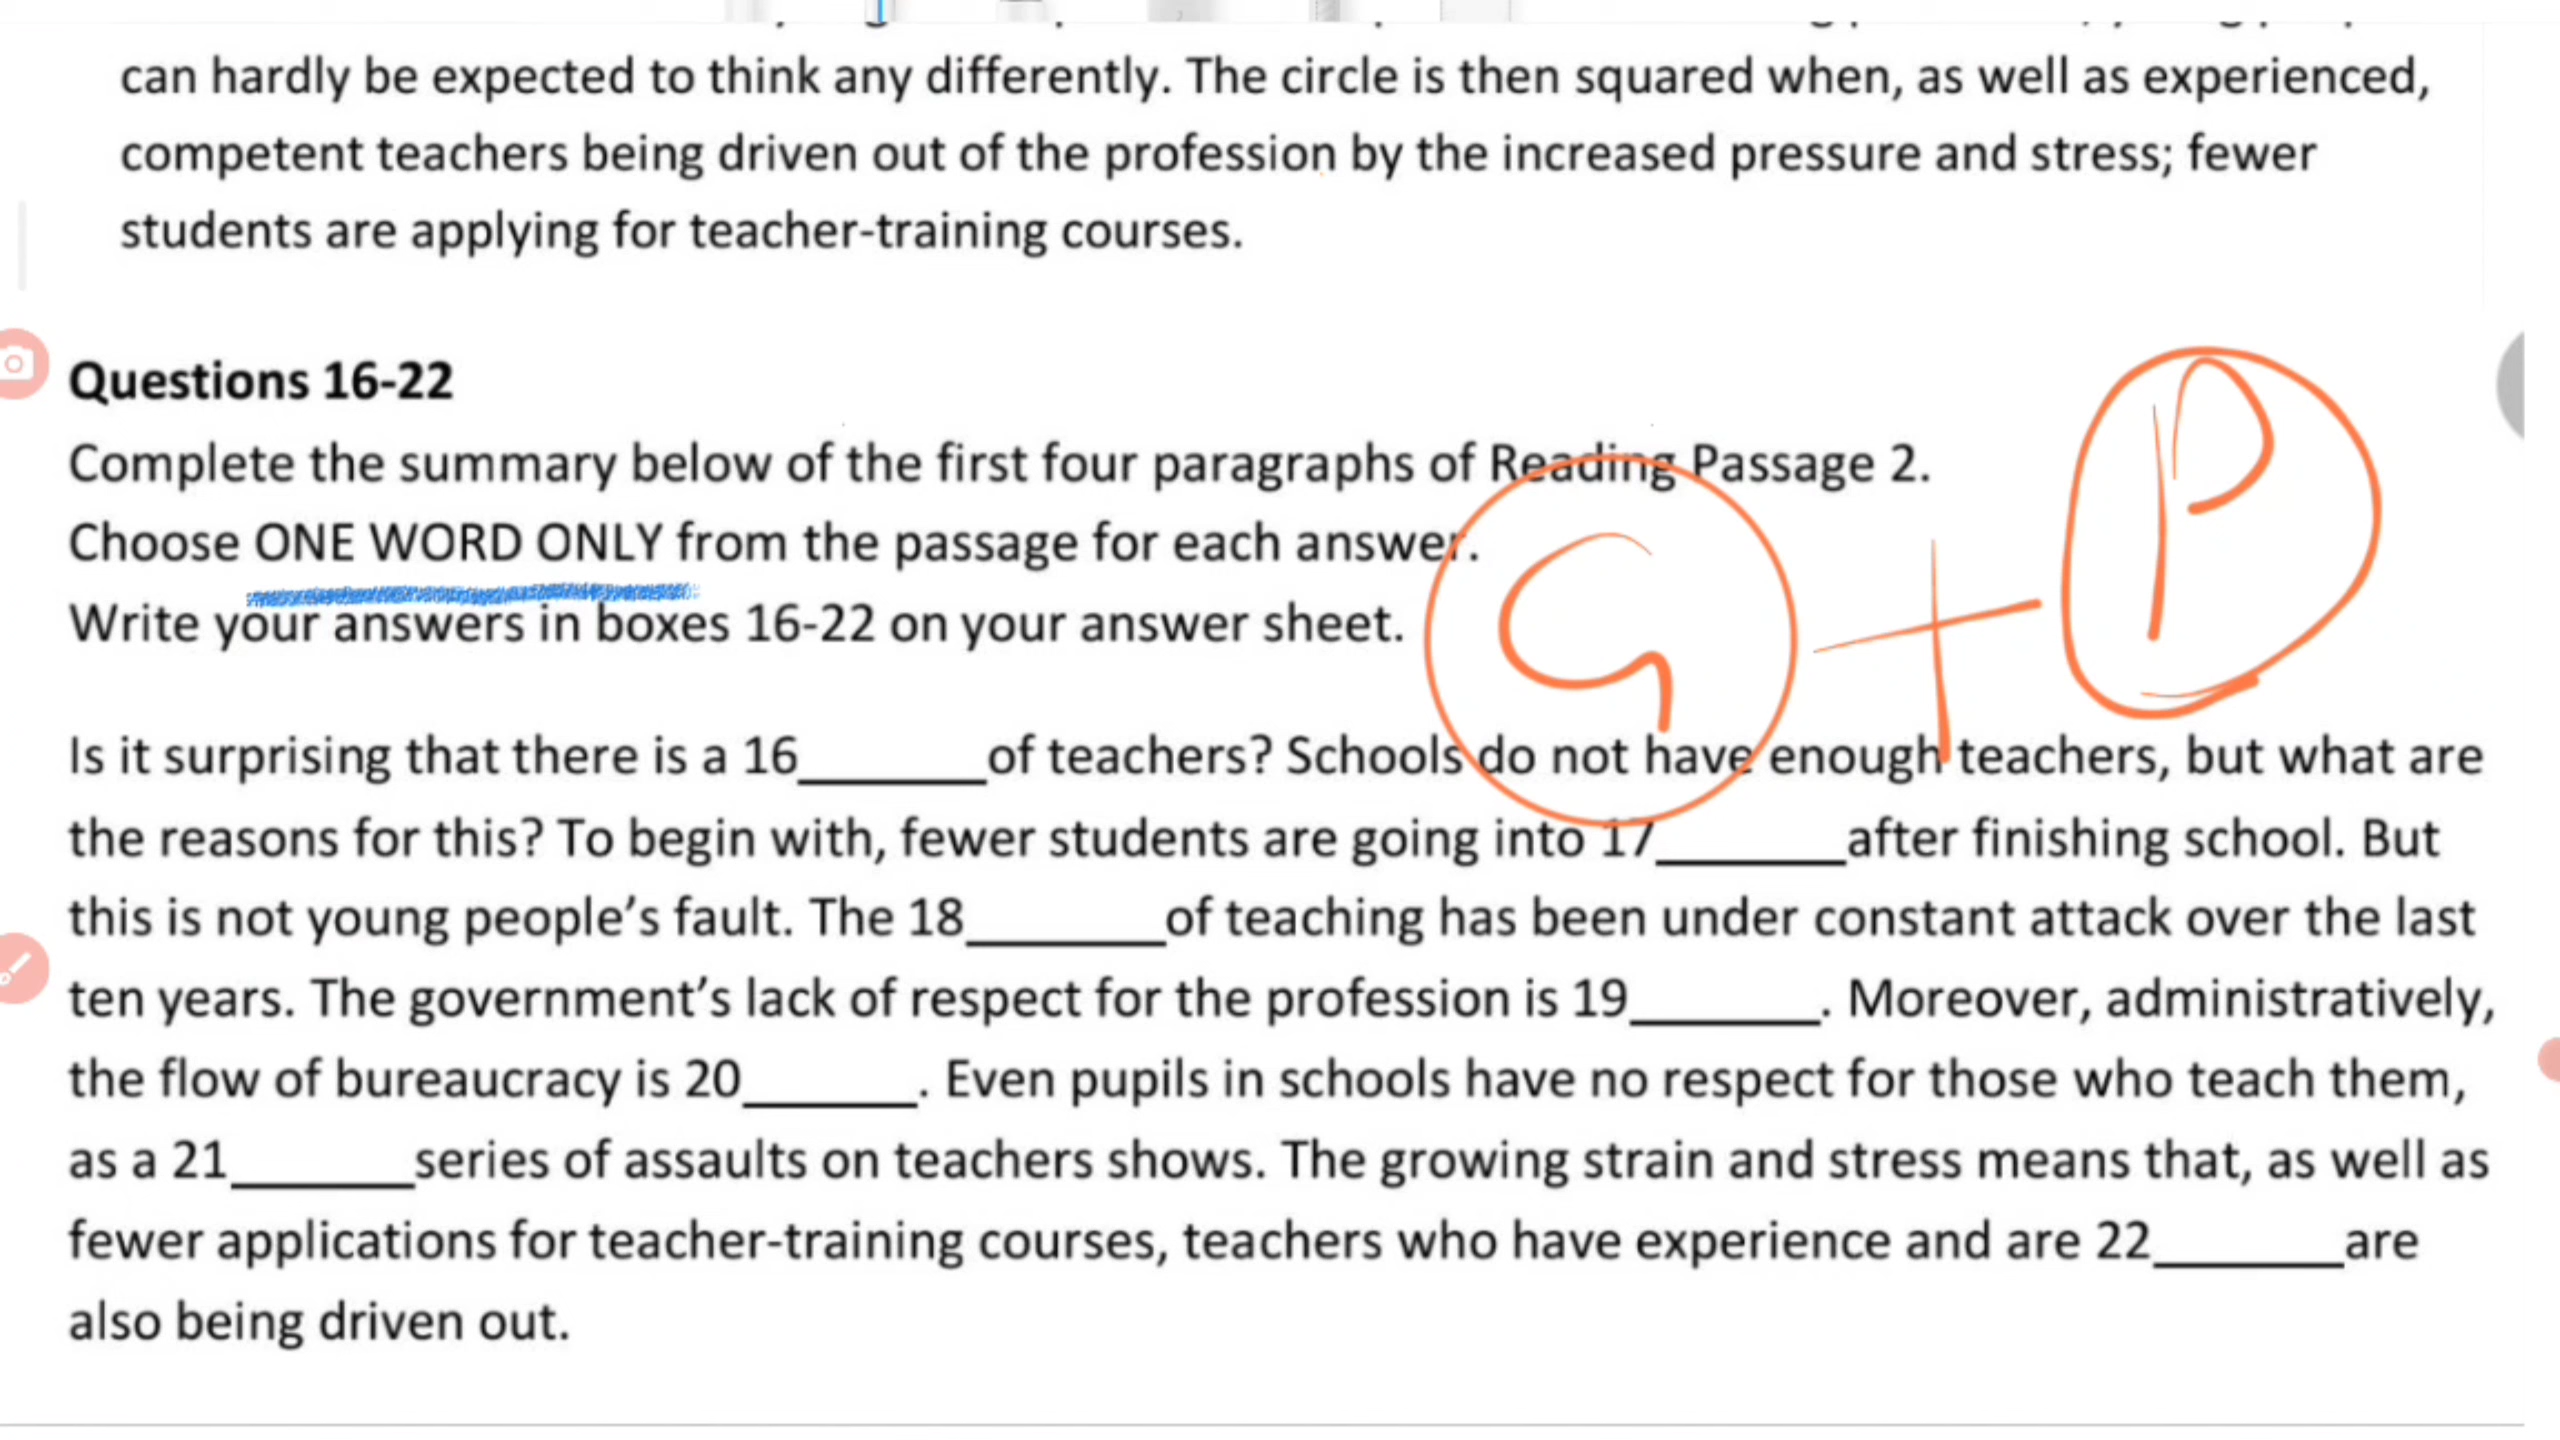 can hardly be expected to think any differently. The circle is then squared when, as well as experienced,
competent teachers being driven out of the profession by the increased pressure and stress; fewer
students are applying for teacher-training courses.
Questions 16-22
Complete the summary below of the first four paragraphs of Reading Passage 2.
Choose ONE WORD ONLY from the passage for each answer.
Write your answers in boxes 16-22 on your answer sheet.
G + P
Is it surprising that there is a 16_______of teachers? Schools do not have enough teachers, but what are
the reasons for this? To begin with, fewer students are going into 17_______after finishing school. But
this is not young people’s fault. The 18_______of teaching has been under constant attack over the last
ten years. The government’s lack of respect for the profession is 19_______. Moreover, administratively,
the flow of bureaucracy is 20_______. Even pupils in schools have no respect for those who teach them,
as a 21_______series of assaults on teachers shows. The growing strain and stress means that, as well as
fewer applications for teacher-training courses, teachers who have experience and are 22_______are
also being driven out.